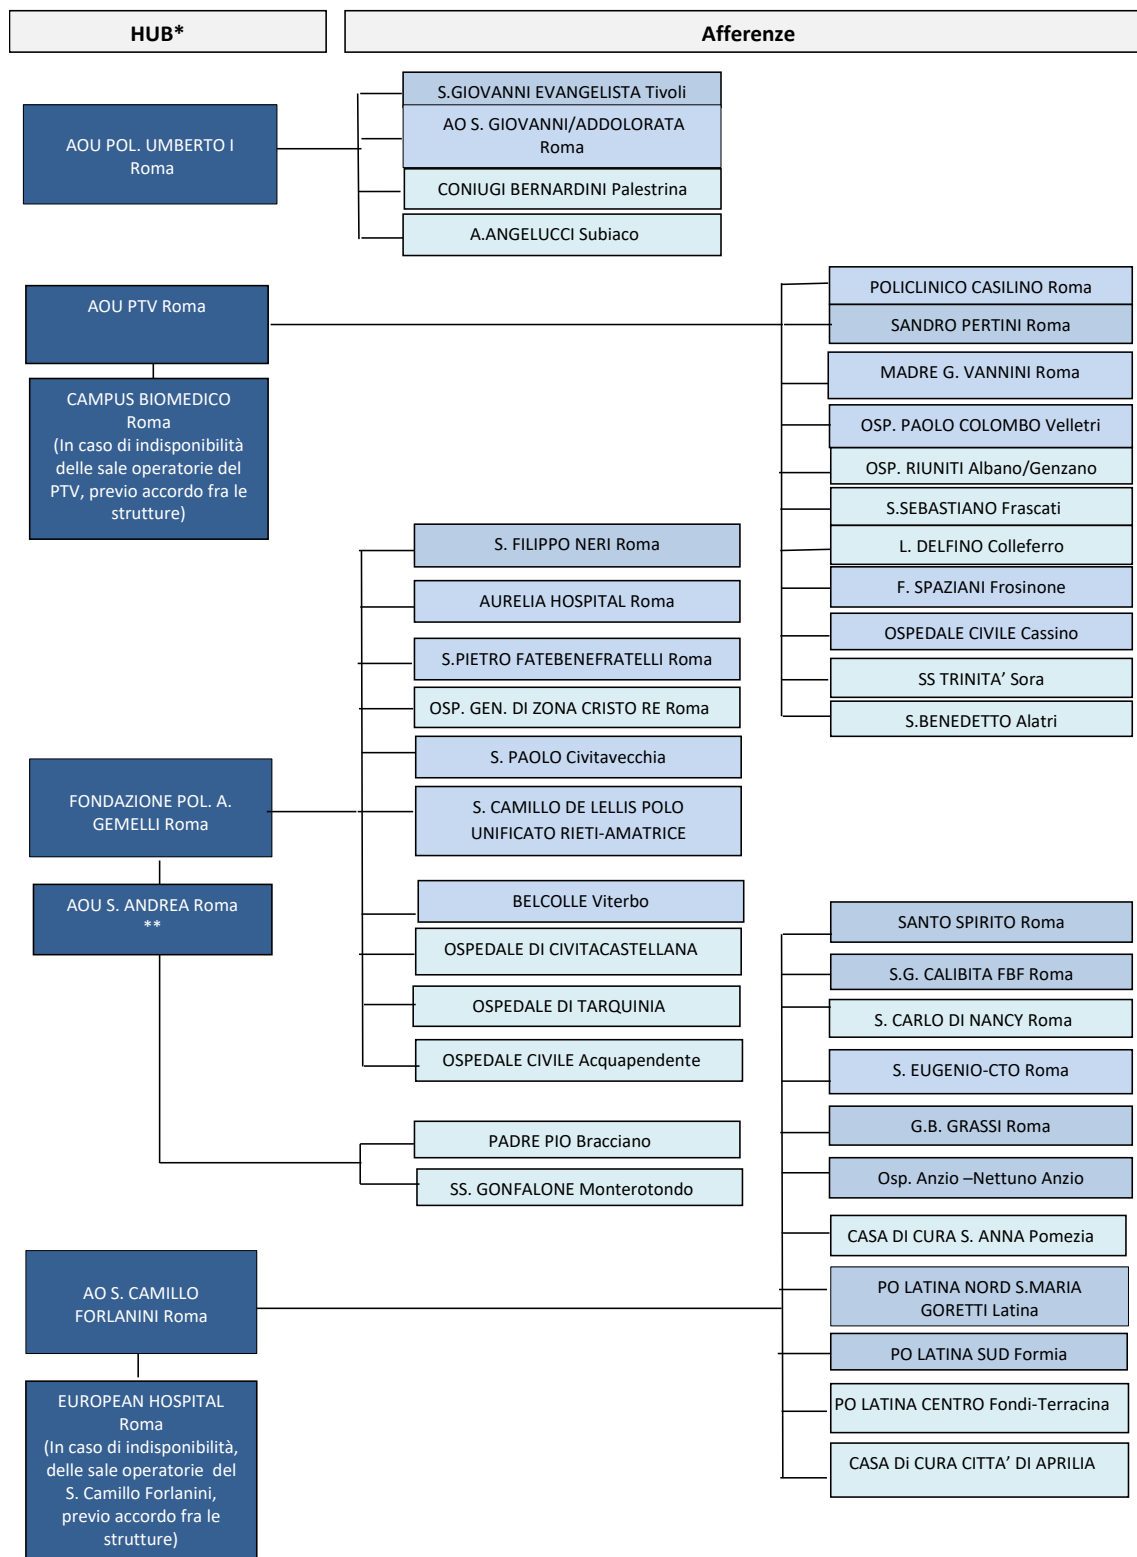 HUB*
Afferenze
AOU POL. UMBERTO I
Roma
S.GIOVANNI EVANGELISTA Tivoli
AO S. GIOVANNI/ADDOLORATA
Roma
CONIUGI BERNARDINI Palestrina
A.ANGELUCCI Subiaco
AOU PTV Roma
CAMPUS BIOMEDICO
Roma
(In caso di indisponibilità
delle sale operatorie del
PTV, previo accordo fra le
strutture)
POLICLINICO CASILINO Roma
SANDRO PERTINI Roma
MADRE G. VANNINI Roma
OSP. PAOLO COLOMBO Velletri
OSP. RIUNITI Albano/Genzano
S.SEBASTIANO Frascati
L. DELFINO Colleferro
F. SPAZIANI Frosinone
OSPEDALE CIVILE Cassino
SS TRINITA’ Sora
S.BENEDETTO Alatri
FONDAZIONE POL. A.
GEMELLI Roma
AOU S. ANDREA Roma
**
S. FILIPPO NERI Roma
AURELIA HOSPITAL Roma
S.PIETRO FATEBENEFRATELLI Roma
OSP. GEN. DI ZONA CRISTO RE Roma
S. PAOLO Civitavecchia
S. CAMILLO DE LELLIS POLO
UNIFICATO RIETI-AMATRICE
BELCOLLE Viterbo
OSPEDALE DI CIVITACASTELLANA
OSPEDALE DI TARQUINIA
OSPEDALE CIVILE Acquapendente
PADRE PIO Bracciano
SS. GONFALONE Monterotondo
AO S. CAMILLO
FORLANINI Roma
EUROPEAN HOSPITAL
Roma
(In caso di indisponibilità,
delle sale operatorie del
S. Camillo Forlanini,
previo accordo fra le
strutture)
SANTO SPIRITO Roma
S.G. CALIBITA FBF Roma
S. CARLO DI NANCY Roma
S. EUGENIO-CTO Roma
G.B. GRASSI Roma
Osp. Anzio –Nettuno Anzio
CASA DI CURA S. ANNA Pomezia
PO LATINA NORD S.MARIA
GORETTI Latina
PO LATINA SUD Formia
PO LATINA CENTRO Fondi-Terracina
CASA Di CURA CITTA’ DI APRILIA